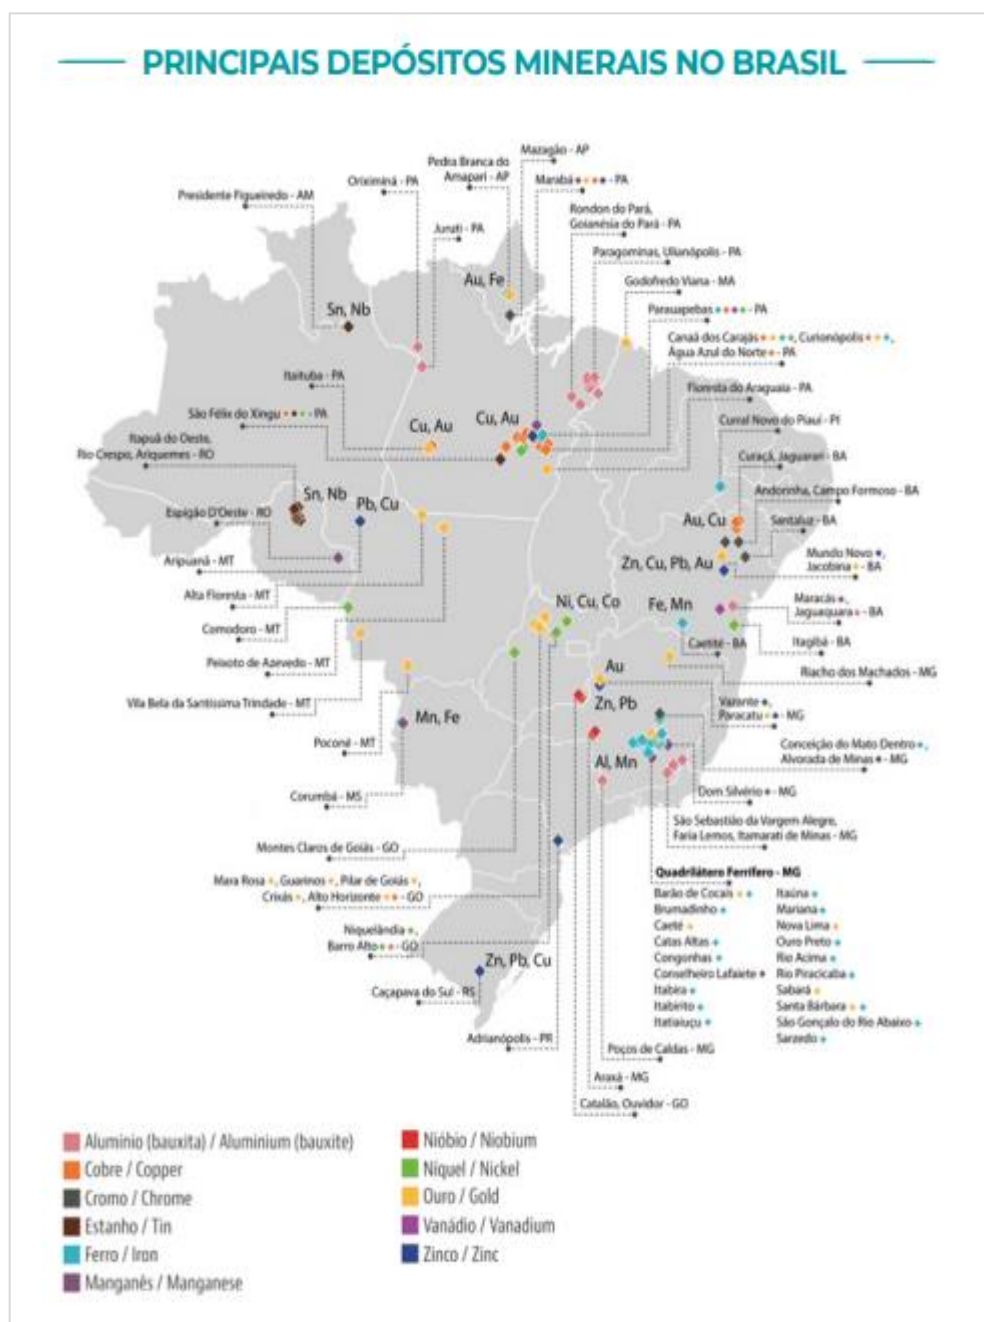 PRINCIPAIS DEPÓSITOS MINERAIS NO BRASIL
Mazagão - AP
Pedra Branca do
Amapari - AP
Oriximiná - PA
Marabá - PA
Presidente Figueiredo - AM
Rondon do Pará,
Goianésia do Pará - PA
Juruti - PA
Paragominas, Ulianópolis - PA
Au, Fe
Godofredo Viana - MA
Sn, Nb
Parauapebas - PA
Canaã dos Carajás, Curionópolis,
Água Azul do Norte - PA
Itaituba - PA
Floresta do Araguaia - PA
São Félix do Xingu - PA
Cu, Au
Cu, Au
Curral Novo do Piauí - PI
Itapuã do Oeste,
Rio Crespo, Ariquemes - RO
Curaçá, Jaguarari - BA
Andorinha, Campo Formoso - BA
Sn, Nb
Pb, Cu
Espigão D'Oeste - RO
Au, Cu
Santaluz - BA
Aripuanã - MT
Zn, Cu, Pb, Au
Mundo Novo,
Jacobina - BA
Alta Floresta - MT
Ni, Cu, Co
Fe, Mn
Maracás,
Jaguaquara - BA
Comodoro - MT
Caetité - BA
Itagibá - BA
Peixoto de Azevedo - MT
Au
Riacho dos Machados - MG
Vila Bela da Santíssima Trindade - MT
Zn, Pb
Vazante,
Paracatu - MG
Mn, Fe
Poconé - MT
Conceição do Mato Dentro,
Alvorada de Minas - MG
Al, Mn
Corumbá - MS
Dom Silvério - MG
São Sebastião da Vargem Alegre,
Faria Lemos, Itamarati de Minas - MG
Montes Claros de Goiás - GO
Quadrilátero Ferrífero - MG
Mara Rosa, Guarinos, Pilar de Goiás,
Crixás, Alto Horizonte - GO
Barão de Cocais
Brumadinho
Caeté
Catas Altas
Congonhas
Conselheiro Lafaiete
Itabira
Itabirito
Itatiaiuçu
Itaúna
Mariana
Nova Lima
Ouro Preto
Rio Acima
Rio Piracicaba
Sabará
Santa Bárbara
São Gonçalo do Rio Abaixo
Sarzedo
Niquelândia,
Barro Alto - GO
Zn, Pb, Cu
Caçapava do Sul - RS
Adrianópolis - PR
Poços de Caldas - MG
Araxá - MG
Catalão, Ouvidor - GO
Alumínio (bauxita) / Aluminium (bauxite)
Cobre / Copper
Cromo / Chrome
Estanho / Tin
Ferro / Iron
Manganês / Manganese
Nióbio / Niobium
Níquel / Nickel
Ouro / Gold
Vanádio / Vanadium
Zinco / Zinc